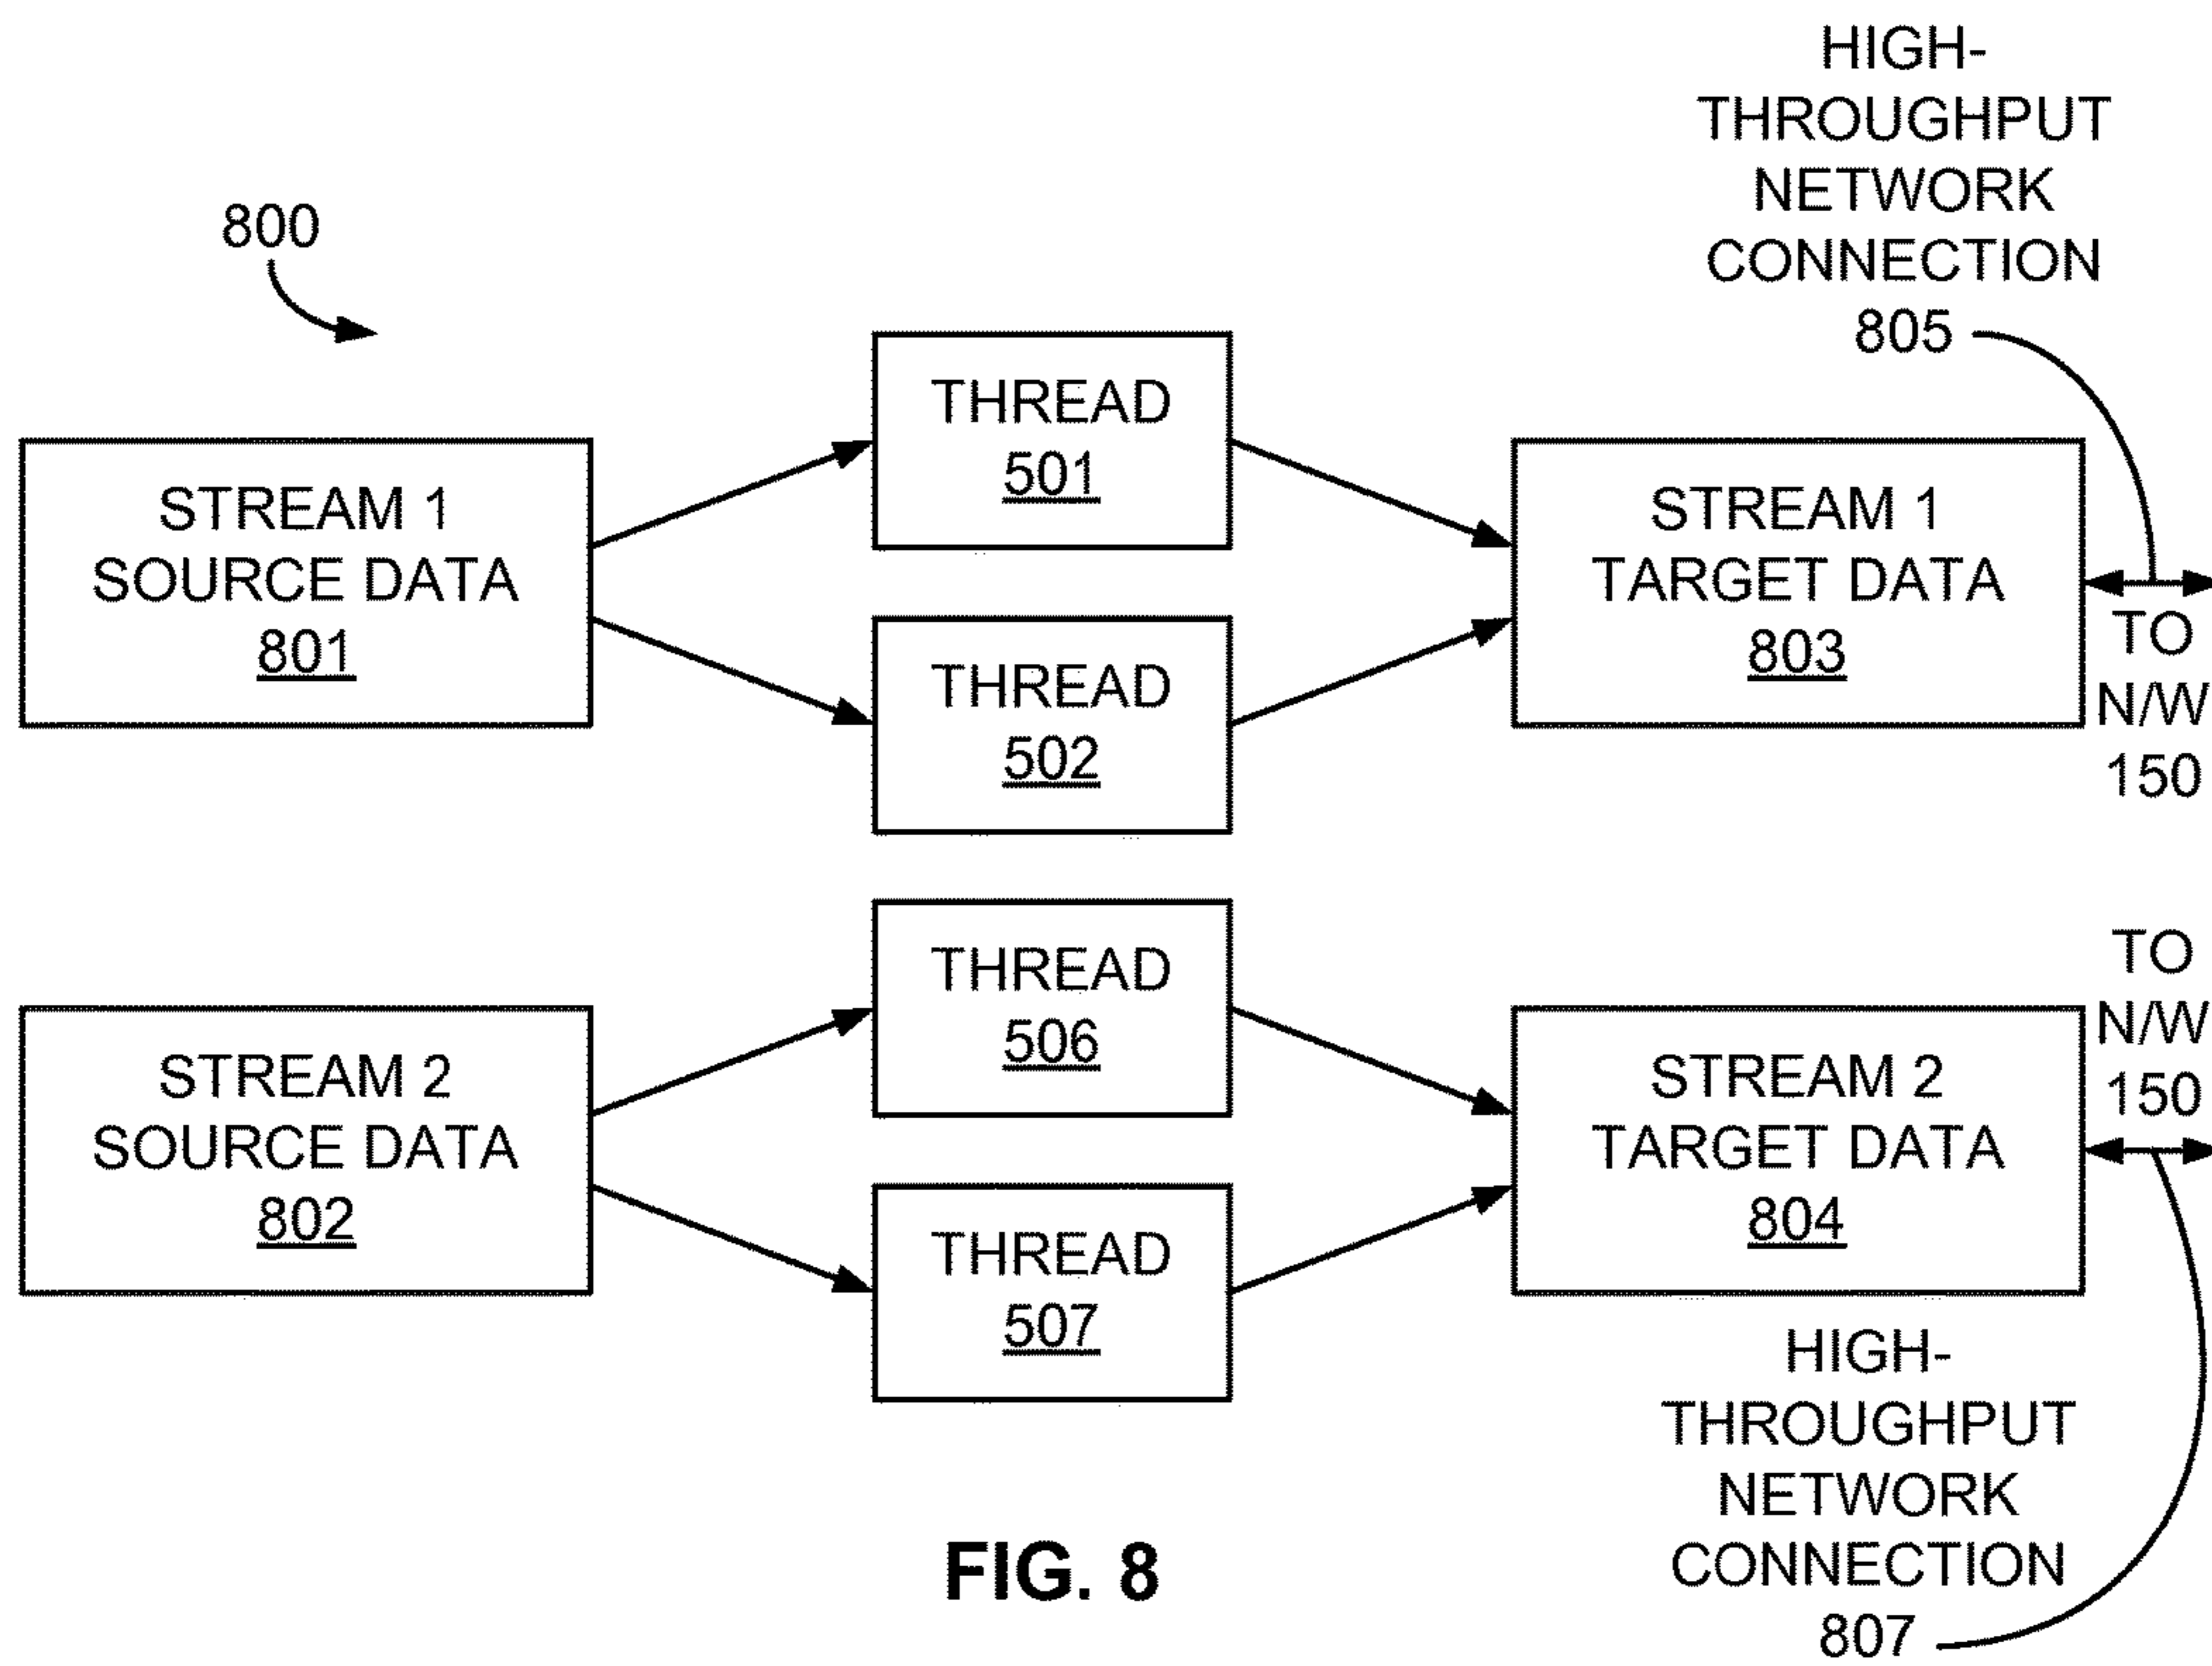 HIGH-
THROUGHPUT
NETWORK
CONNECTION
805
800
THREAD
501
STREAM 1
SOURCE DATA
801
STREAM 1
TARGET DATA
803
THREAD
502
TO
N/W
150
THREAD
506
TO
N/W
150
STREAM 2
SOURCE DATA
802
STREAM 2
TARGET DATA
804
THREAD
507
HIGH-
THROUGHPUT
NETWORK
CONNECTION
807
FIG. 8